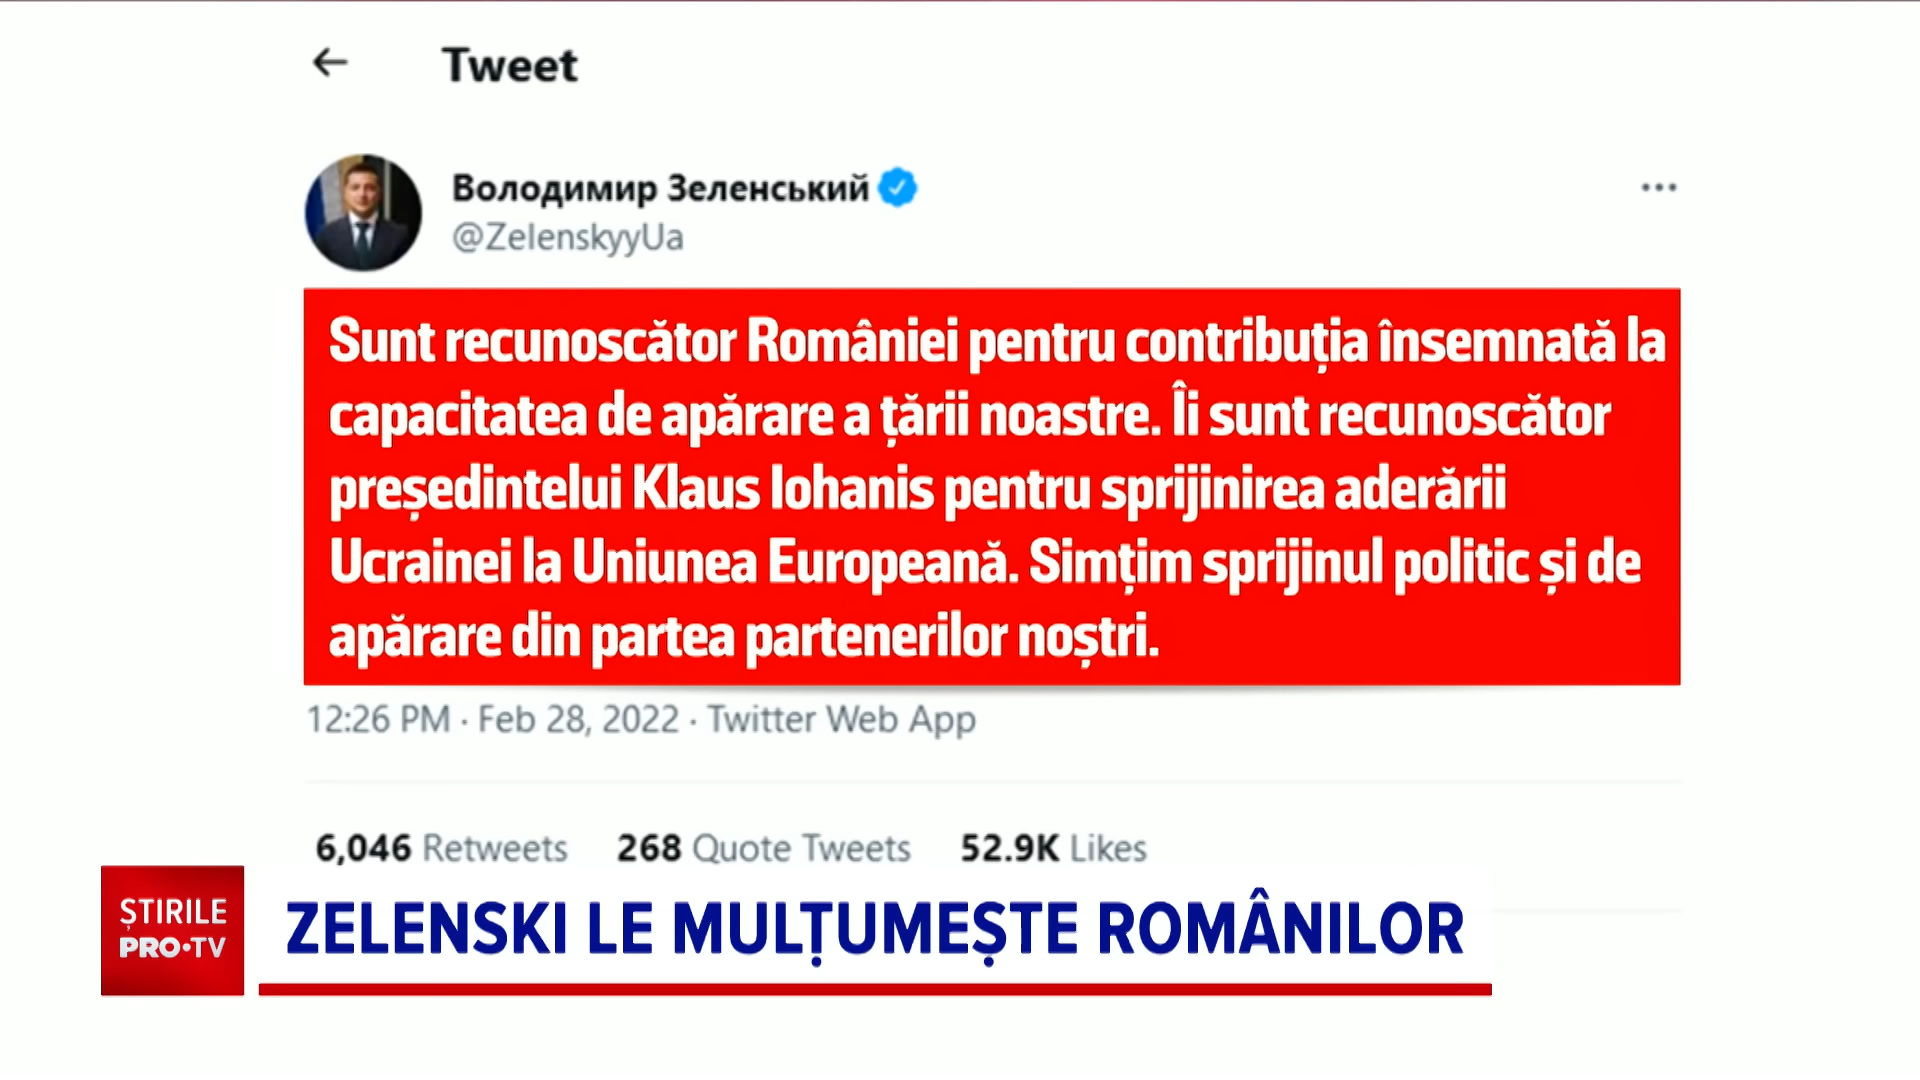 Tweet
Володимир Зеленський
@ZelenskyyUa
Sunt recunoscător României pentru contribuția însemnată la
capacitatea de apărare a țării noastre. Îi sunt recunoscător
președintelui Klaus Iohanis pentru sprijinirea aderării
Ucrainei la Uniunea Europeană. Simțim sprijinul politic și de
apărare din partea partenerilor noștri.
12:26 PM · Feb 28, 2022 · Twitter Web App
6,046 Retweets 268 Quote Tweets 52.9K Likes
ȘTIRILE
PRO•TV
ZELENSKI LE MULȚUMEȘTE ROMÂNILOR